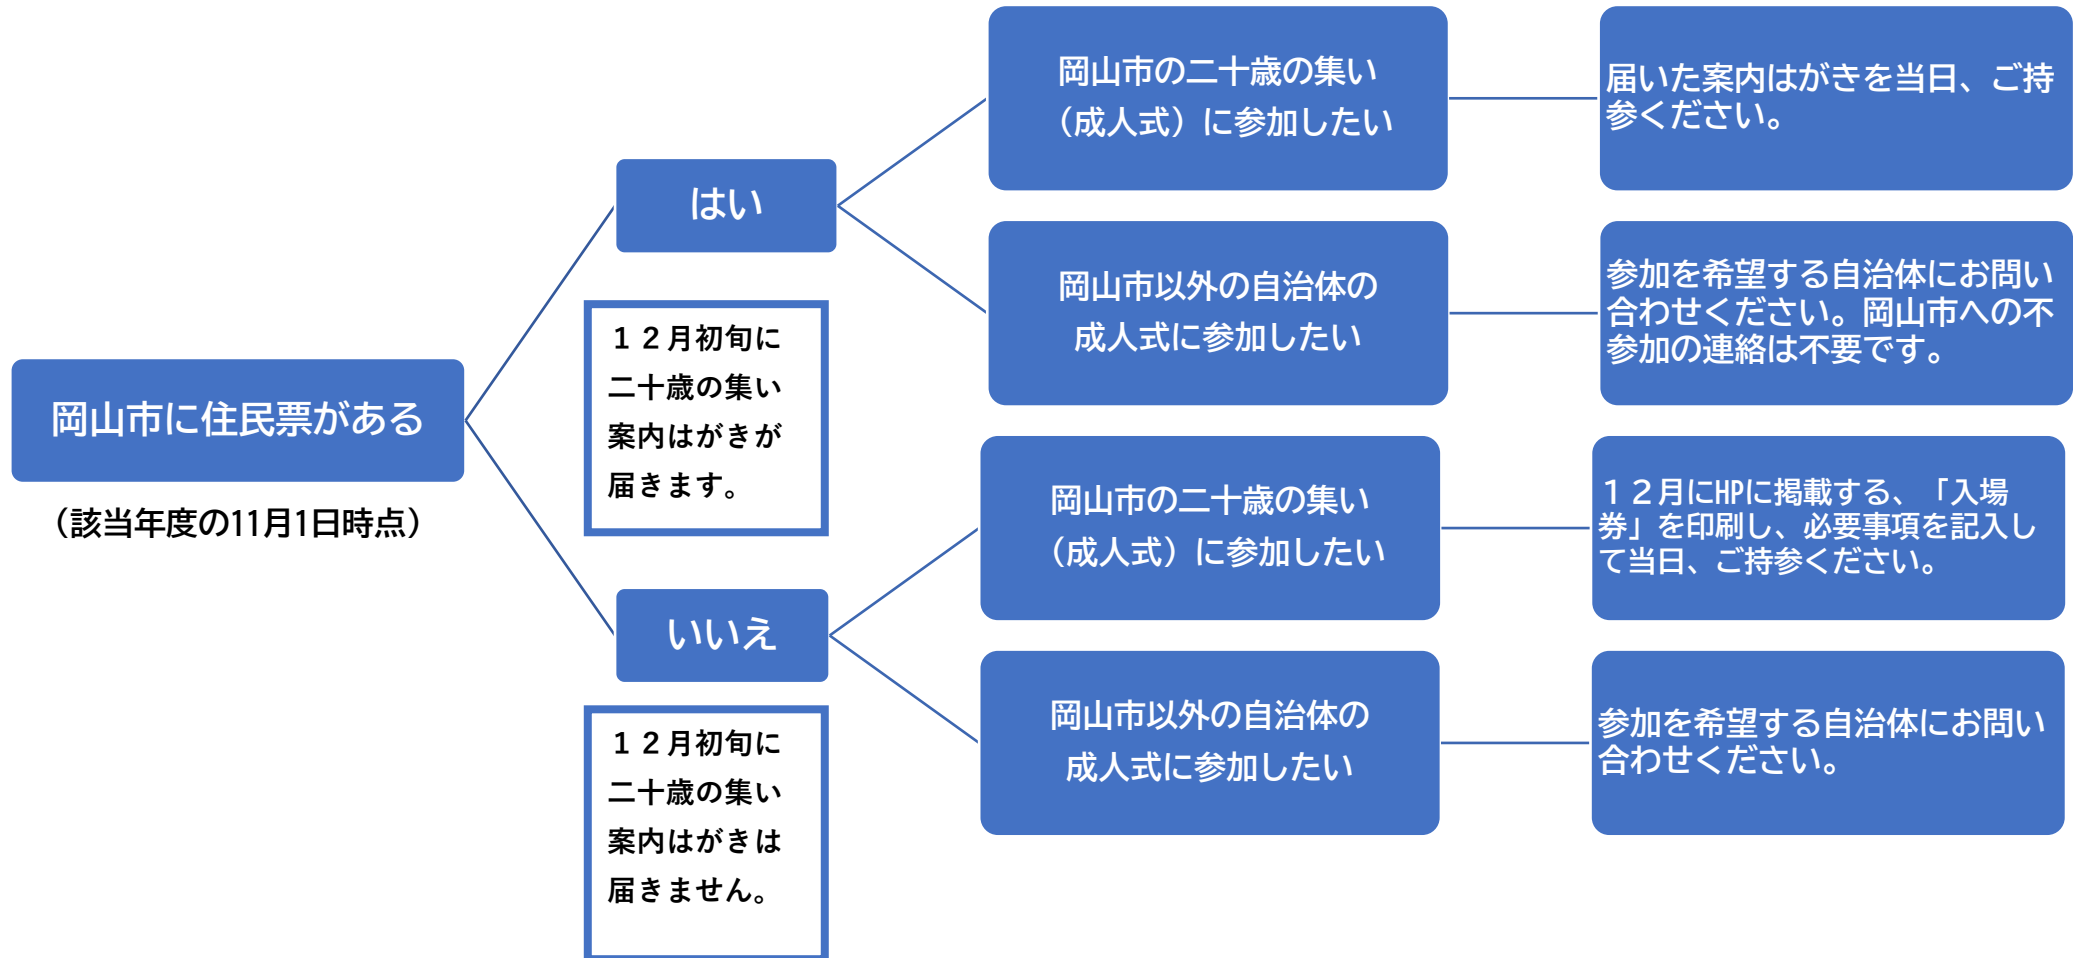 岡山市に住民票がある
（該当年度の11月1日時点）
はい
１２月初旬に
二十歳の集い
案内はがきが
届きます。
岡山市の二十歳の集い
（成人式）に参加したい
届いた案内はがきを当日、ご持
参ください。
岡山市以外の自治体の
成人式に参加したい
参加を希望する自治体にお問い
合わせください。岡山市への不
参加の連絡は不要です。
いいえ
１２月初旬に
二十歳の集い
案内はがきは
届きません。
岡山市の二十歳の集い
（成人式）に参加したい
１２月にHPに掲載する、「入場
券」を印刷し、必要事項を記入し
て当日、ご持参ください。
岡山市以外の自治体の
成人式に参加したい
参加を希望する自治体にお問い
合わせください。